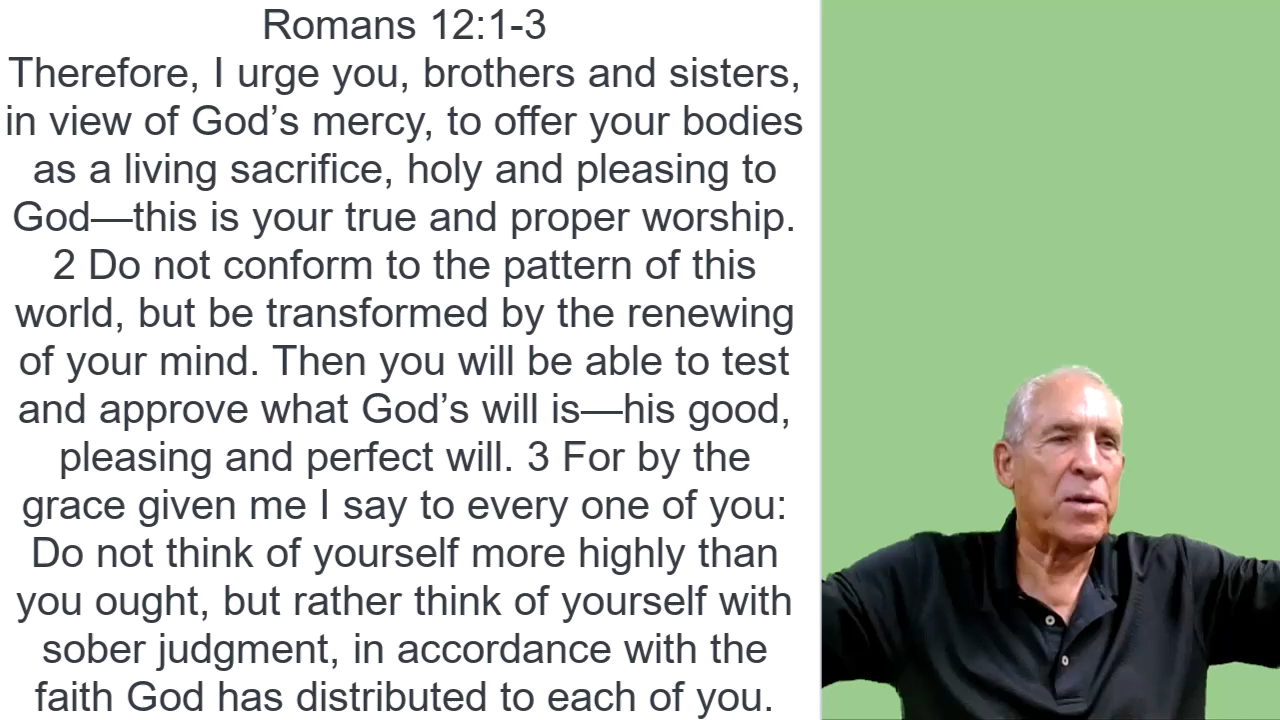 Romans 12:1-3
Therefore, I urge you, brothers and sisters,
in view of God’s mercy, to offer your bodies
as a living sacrifice, holy and pleasing to
God—this is your true and proper worship.
2 Do not conform to the pattern of this
world, but be transformed by the renewing
of your mind. Then you will be able to test
and approve what God’s will is—his good,
pleasing and perfect will. 3 For by the
grace given me I say to every one of you:
Do not think of yourself more highly than
you ought, but rather think of yourself with
sober judgment, in accordance with the
faith God has distributed to each of you.